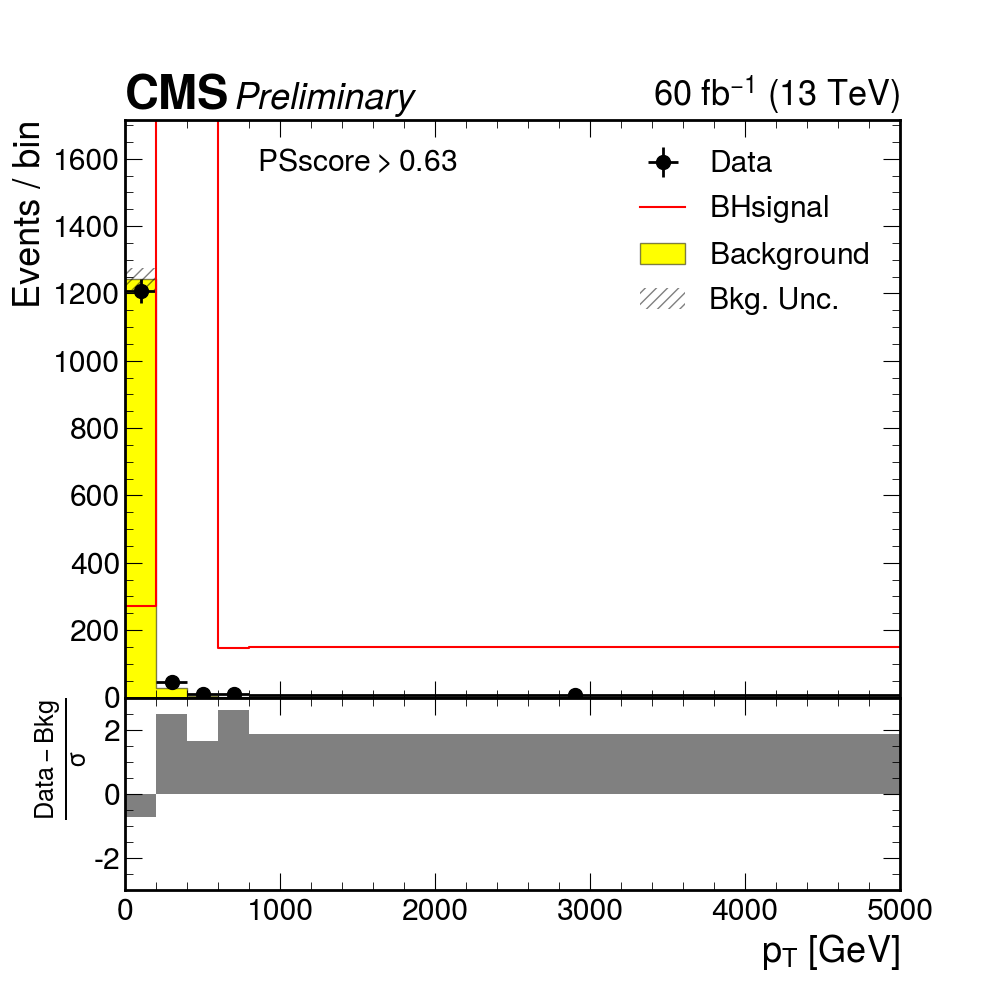 CMS Preliminary
60 fb⁻¹ (13 TeV)
Events / bin
1600
1400
1200
1000
800
600
400
200
0
PSscore > 0.63
Data
BHsignal
Background
Bkg. Unc.
Data – Bkg
σ
2
0
-2
0 1000 2000 3000 4000 5000
pT [GeV]